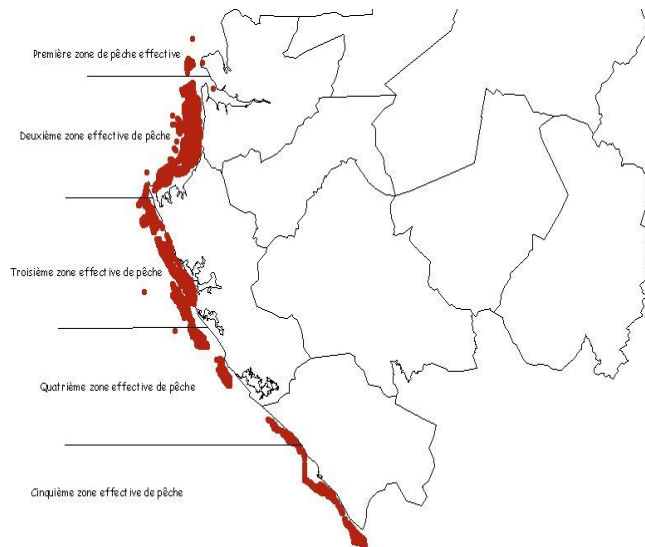 Première zone de pêche effective
Deuxième zone effective de pêche
Troisième zone effective de pêche
Quatrième zone effective de pêche
Cinquième zone effective de pêche